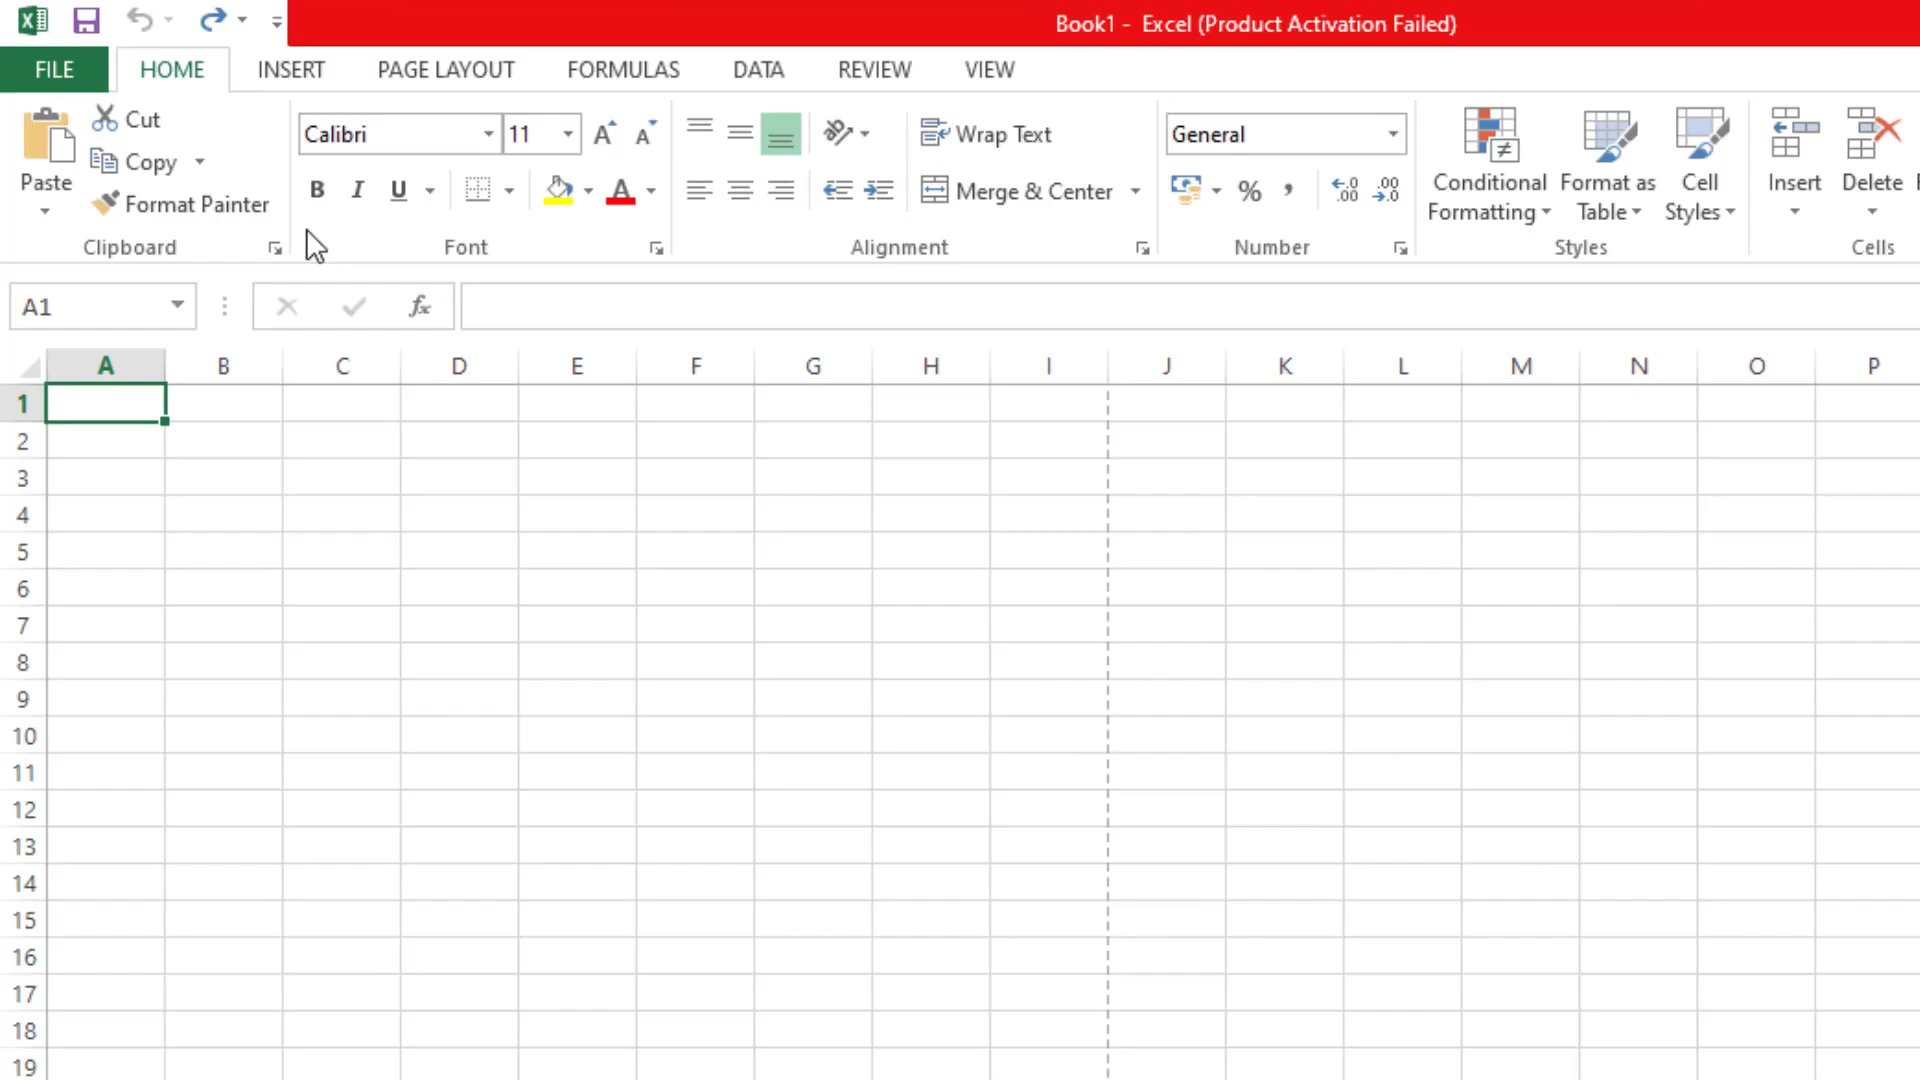 Book1 - Excel (Product Activation Failed)
FILE HOME INSERT PAGE LAYOUT FORMULAS DATA REVIEW VIEW
Paste
Cut
Copy
Format Painter
Clipboard
Calibri 11
B I U A
Font
Wrap Text
Merge & Center
Alignment
General
% , .00 .00
Number
Conditional Formatting
Format as Table
Cell Styles
Styles
Insert
Delete
Cells
A1 fx
A B C D E F G H I J K L M N O P
1
2
3
4
5
6
7
8
9
10
11
12
13
14
15
16
17
18
19